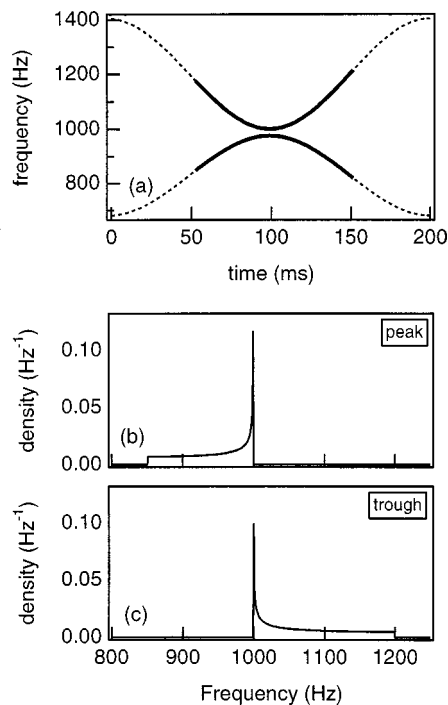 1400
1200
1000
800
frequency (Hz)
(a)
0 50 100 150 200
time (ms)
0.10
0.05
0.00
density (Hz⁻¹)
peak
(b)
0.10
0.05
0.00
density (Hz⁻¹)
trough
(c)
800 900 1000 1100 1200
Frequency (Hz)